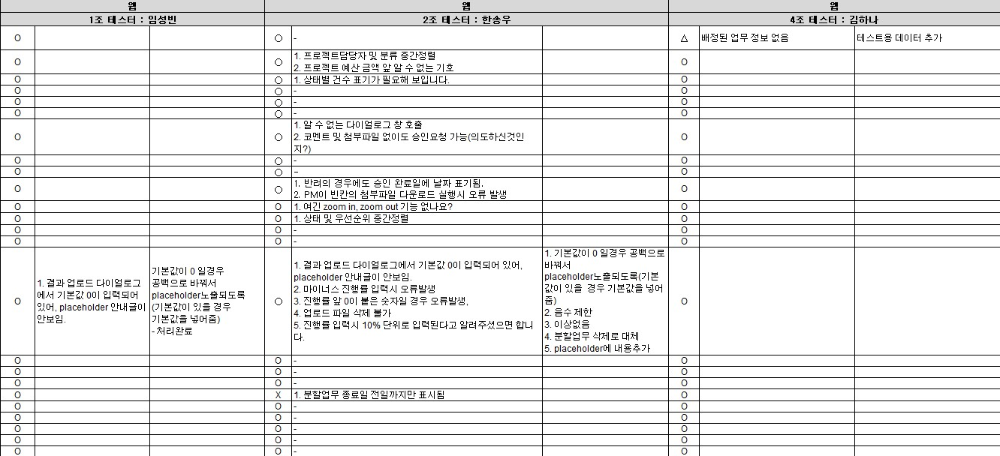 웹 웹 웹
1조 테스터 : 임성빈 2조 테스터 : 한송우 4조 테스터 : 김하나
O ○ - △ 배정된 업무 정보 없음 테스트용 데이터 추가
O ○ 1. 프로젝트담당자 및 분류 중간정렬
2. 프로젝트 예산 금액 앞 알 수 없는 기호 O
O ○ 1. 상태별 건수 표기가 필요해 보입니다. O
O ○ - O
O ○ - O
O ○ - O
O ○ 1. 알 수 없는 다이얼로그 창 호출
2. 코멘트 및 첨부파일 없이도 승인요청 가능(의도하신것인
지?) O
O ○ - O
O ○ - O
O ○ 1. 반려의 경우에도 승인 완료일에 날짜 표기됨.
2. PM이 빈칸의 첨부파일 다운로드 실행시 오류 발생 O
O O 1. 여긴 zoom in, zoom out 기능 없나요? O
O O 1. 상태 및 우선순위 중간정렬 O
O O - O
O O - O
O
1. 결과 업로드 다이얼로그
에서 기본값 0이 입력되어
있어, placeholder 안내글이
안보임.
기본값이 0 일경우
공백으로 바꿔서
placeholder노출되도록
(기본값이 있을 경우
기본값을 넣어줌)
- 처리완료
○
1. 결과 업로드 다이얼로그에서 기본값 0이 입력되어 있어,
placeholder 안내글이 안보임.
2. 마이너스 진행률 입력시 오류발생
3. 진행률 앞 0이 붙은 숫자일 경우 오류발생,
4. 업로드 파일 삭제 불가
5. 진행률 입력시 10% 단위로 입력된다고 알려주셨으면 합니
다.
1. 기본값이 0 일경우 공백으로
바꿔서
placeholder노출되도록(기본
값이 있을 경우 기본값을 넣어
줌)
2. 음수 제한
3. 이상없음
4. 분할업무 삭제로 대체
5. placeholder에 내용추가
O
O O - O
O O - O
O O - O
O X 1. 분할업무 종료일 전일까지만 표시됨 O
O O - O
O O - O
O O - O
O O - O
O O - O